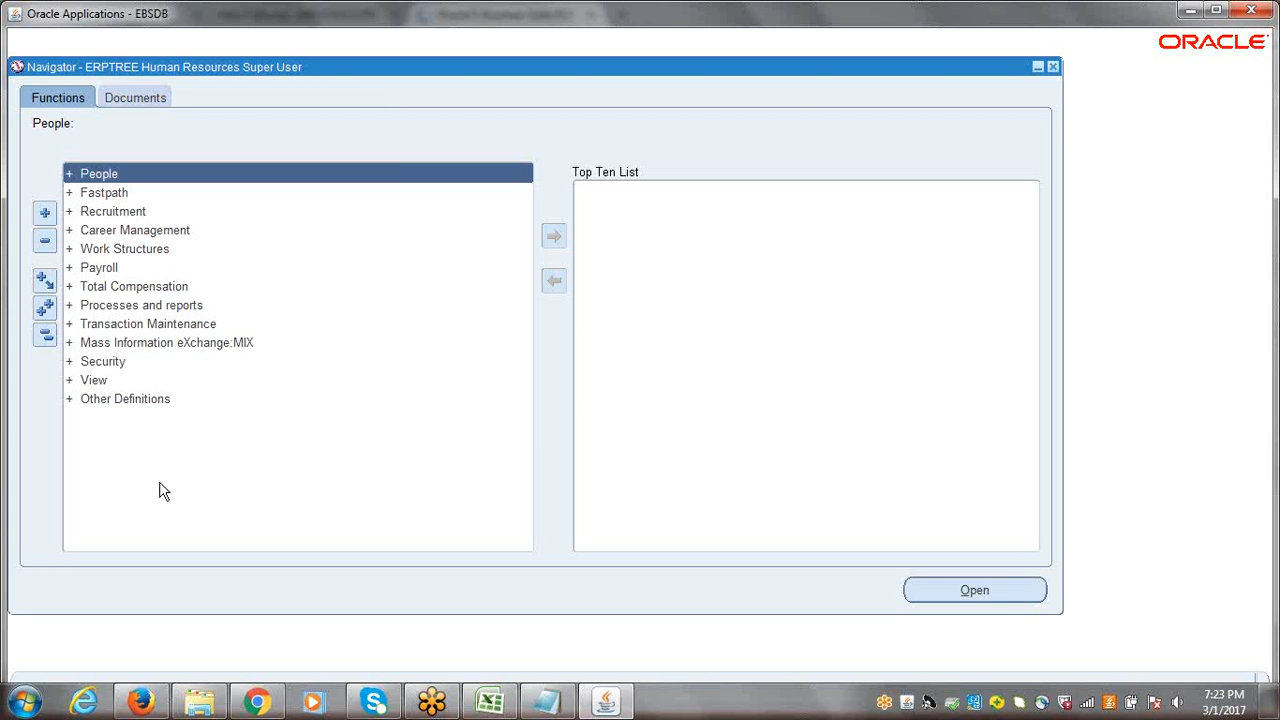 Oracle Applications - EBSDB
ORACLE
Navigator - ERPTREE Human Resources Super User
Functions
Documents
People:
+ People
+ Fastpath
+ Recruitment
+ Career Management
+ Work Structures
+ Payroll
+ Total Compensation
+ Processes and reports
+ Transaction Maintenance
+ Mass Information eXchange:MIX
+ Security
+ View
+ Other Definitions
Top Ten List
Open
7:23 PM
3/1/2017